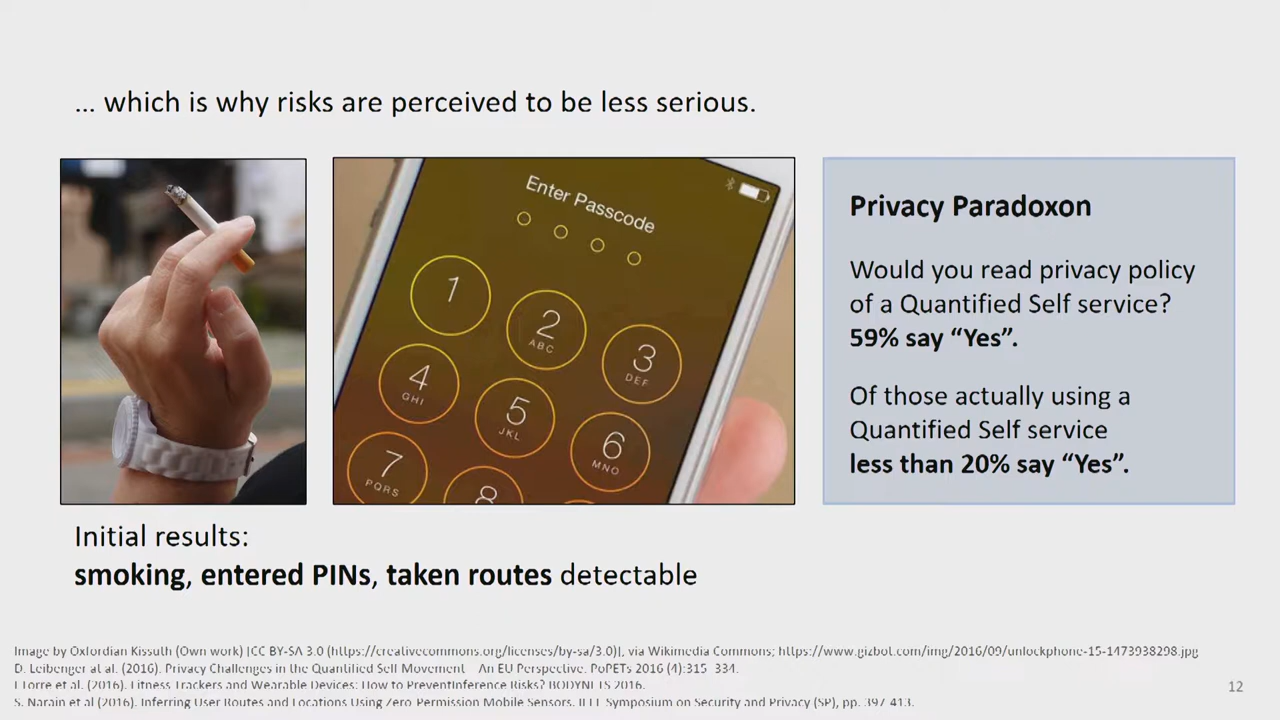 ... which is why risks are perceived to be less serious.
Enter Passcode
1
2
ABC
3
DEF
4
GHI
5
JKL
6
MNO
7
PQRS
8
Privacy Paradoxon
Would you read privacy policy
of a Quantified Self service?
59% say “Yes”.
Of those actually using a
Quantified Self service
less than 20% say “Yes”.
Initial results:
smoking, entered PINs, taken routes detectable
Image by Oxfordian Kissuth (Own work) [CC BY-SA 3.0 (https://creativecommons.org/licenses/by-sa/3.0)], via Wikimedia Commons; https://www.gizbot.com/img/2016/09/unlockphone-15-1473938298.jpg
D. Leibenger at al. (2016). Privacy Challenges in the Quantified Self Movement – An EU Perspective. PoPETs 2016 (4):315–334.
I Torre et al. (2016). Fitness Trackers and Wearable Devices: How to PreventInference Risks? BODYNETS 2016.
S. Narain et al (2016). Inferring User Routes and Locations Using Zero-Permission Mobile Sensors. IEEE Symposium on Security and Privacy (SP), pp. 397-413.
12